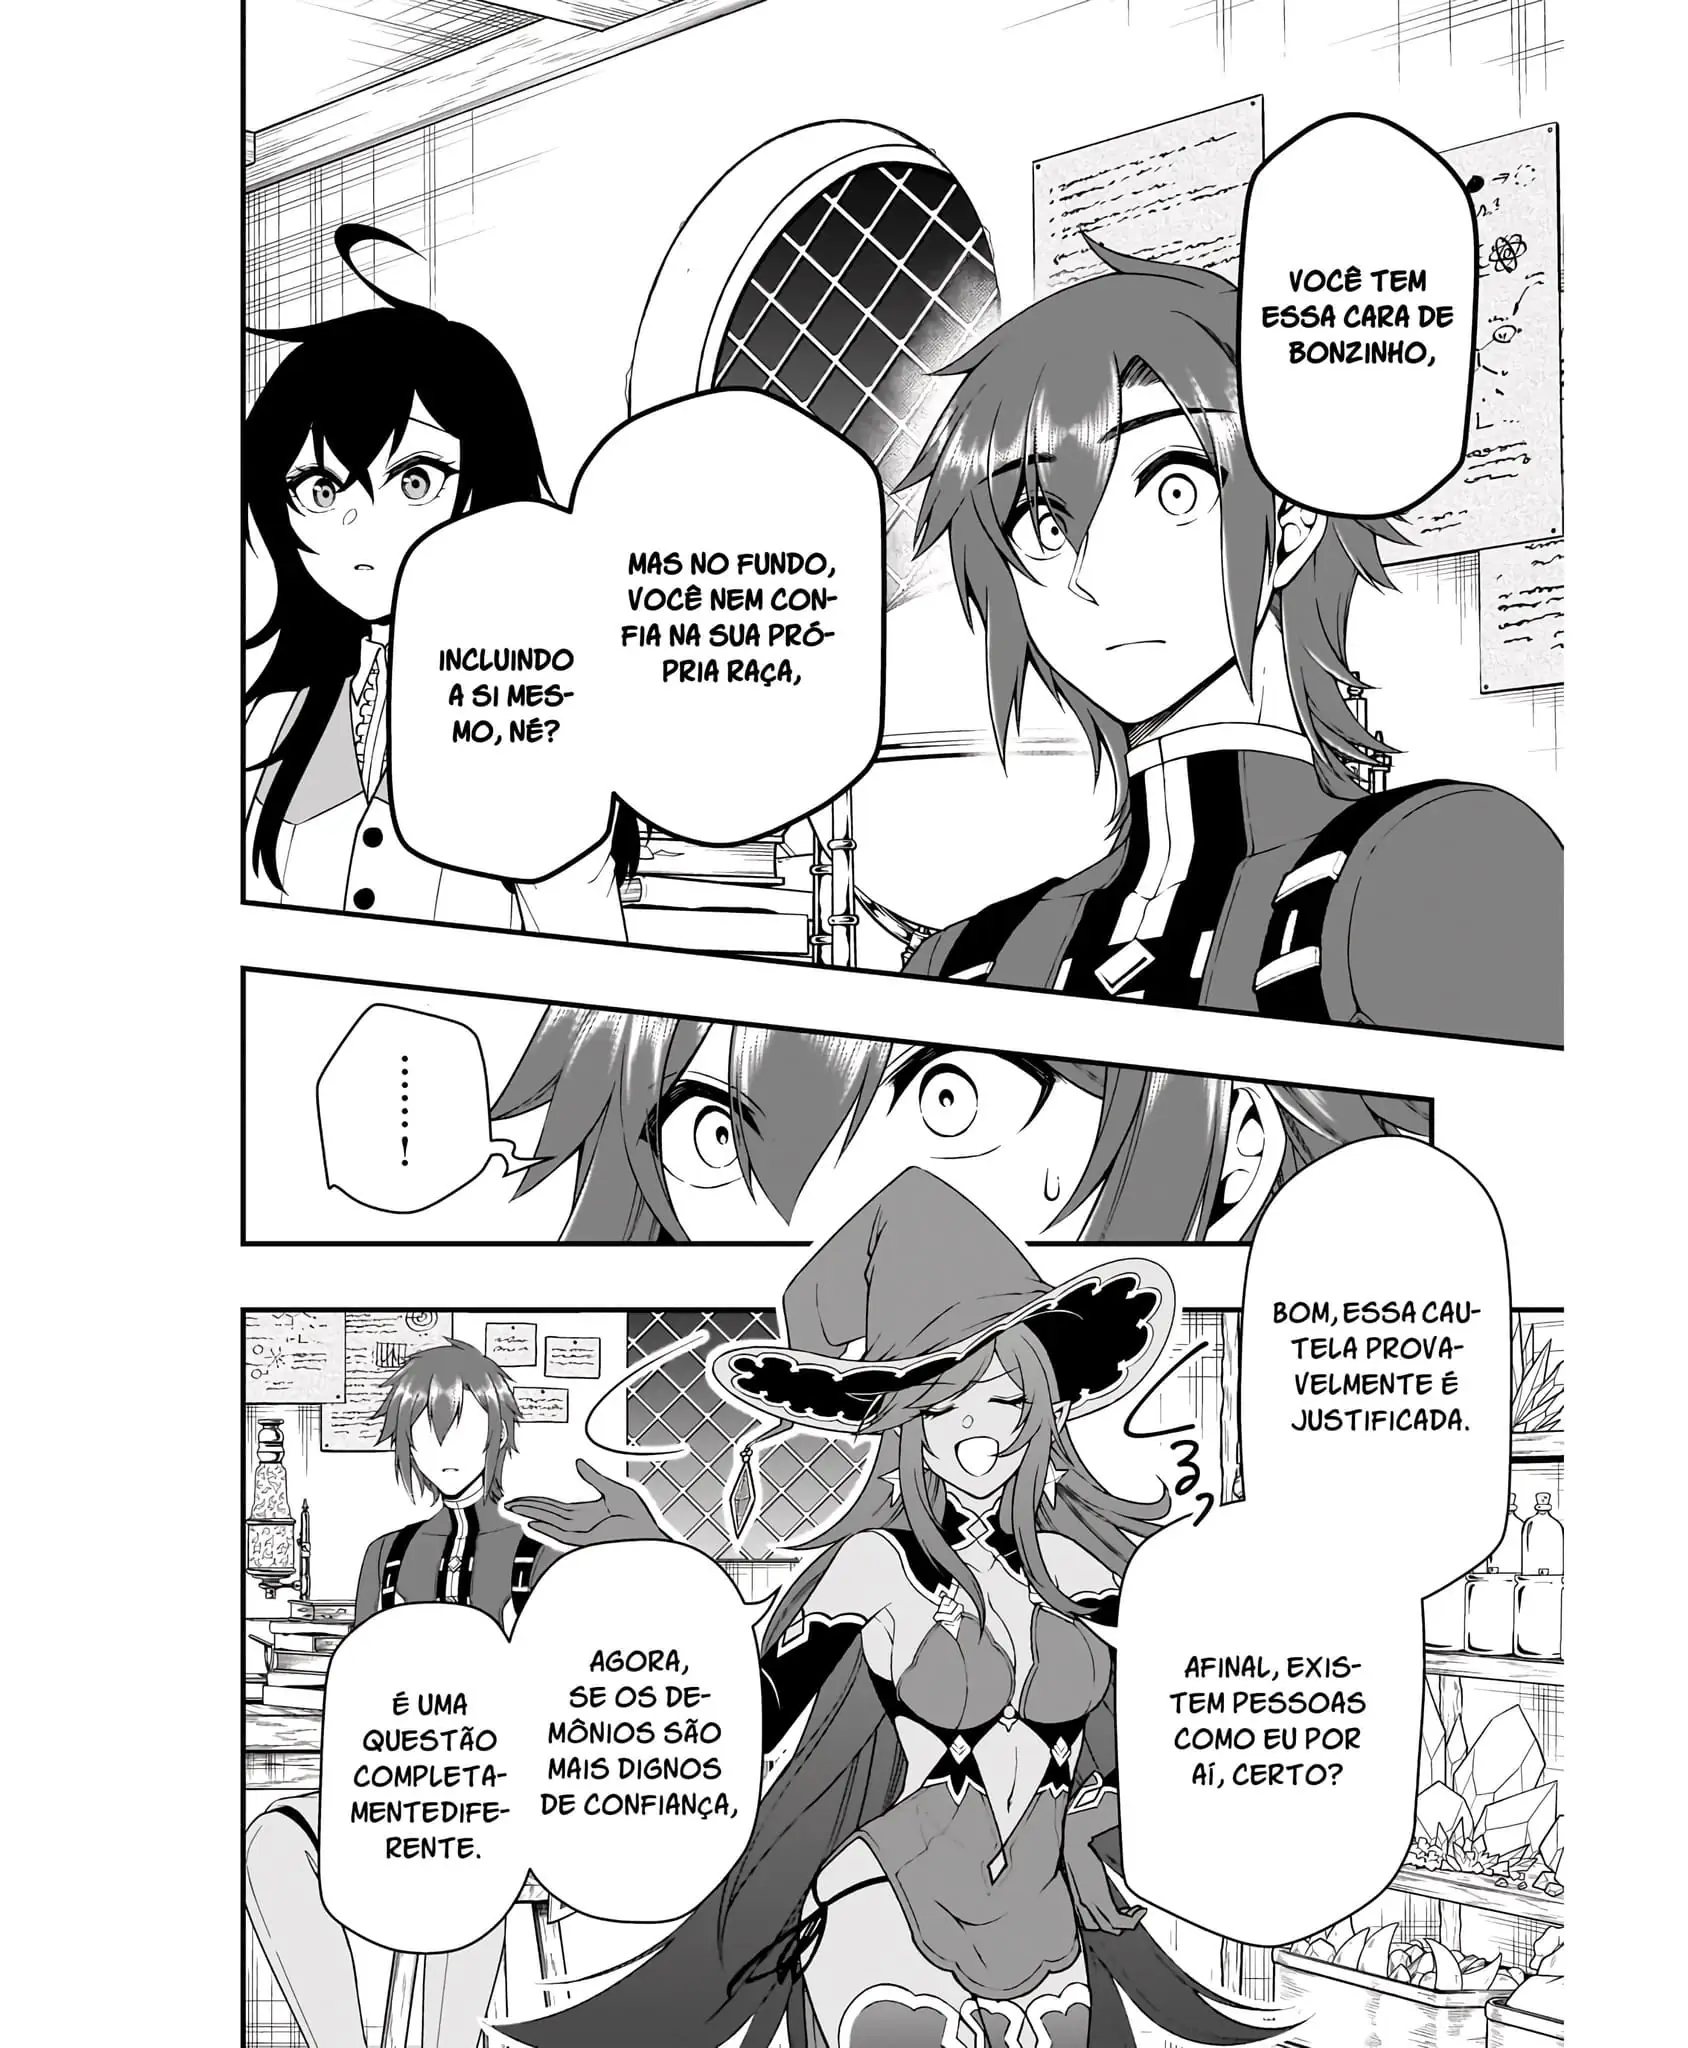 VOCÊ TEM
ESSA CARA DE
BONZINHO,
MAS NO FUNDO,
VOCÊ NEM CON-
FIA NA SUA PRÓ-
PRIA RAÇA,
INCLUINDO
A SI MES-
MO, NÉ?
......!
BOM, ESSA CAU-
TELA PROVA-
VELMENTE É
JUSTIFICADA.
AFINAL, EXIS-
TEM PESSOAS
COMO EU POR
AÍ, CERTO?
AGORA,
SE OS DE-
MÔNIOS SÃO
MAIS DIGNOS
DE CONFIANÇA,
É UMA
QUESTÃO
COMPLETA-
MENTEDIFE-
RENTE.